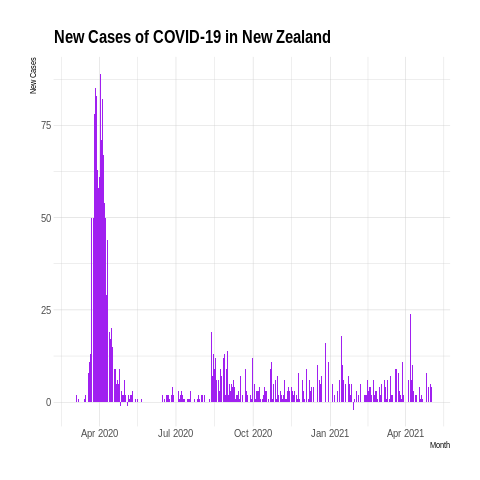 New Cases of COVID-19 in New Zealand
New Cases
75
50
25
0
Apr 2020 Jul 2020 Oct 2020 Jan 2021 Apr 2021
Month